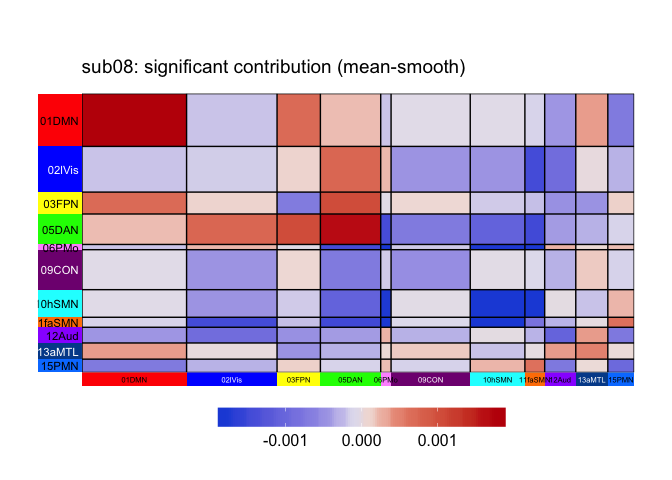 sub08: significant contribution (mean-smooth)
01DMN
02lVis
03FPN
05DAN
06PMo
09CON
10hSMN
1faSMN
12Aud
13aMTL
15PMN
01DMN 02lVis 03FPN 05DAN 06PMo 09CON 10hSMN 11faSMN 12Aud 13aMTL 15PMN
-0.001 0.000 0.001